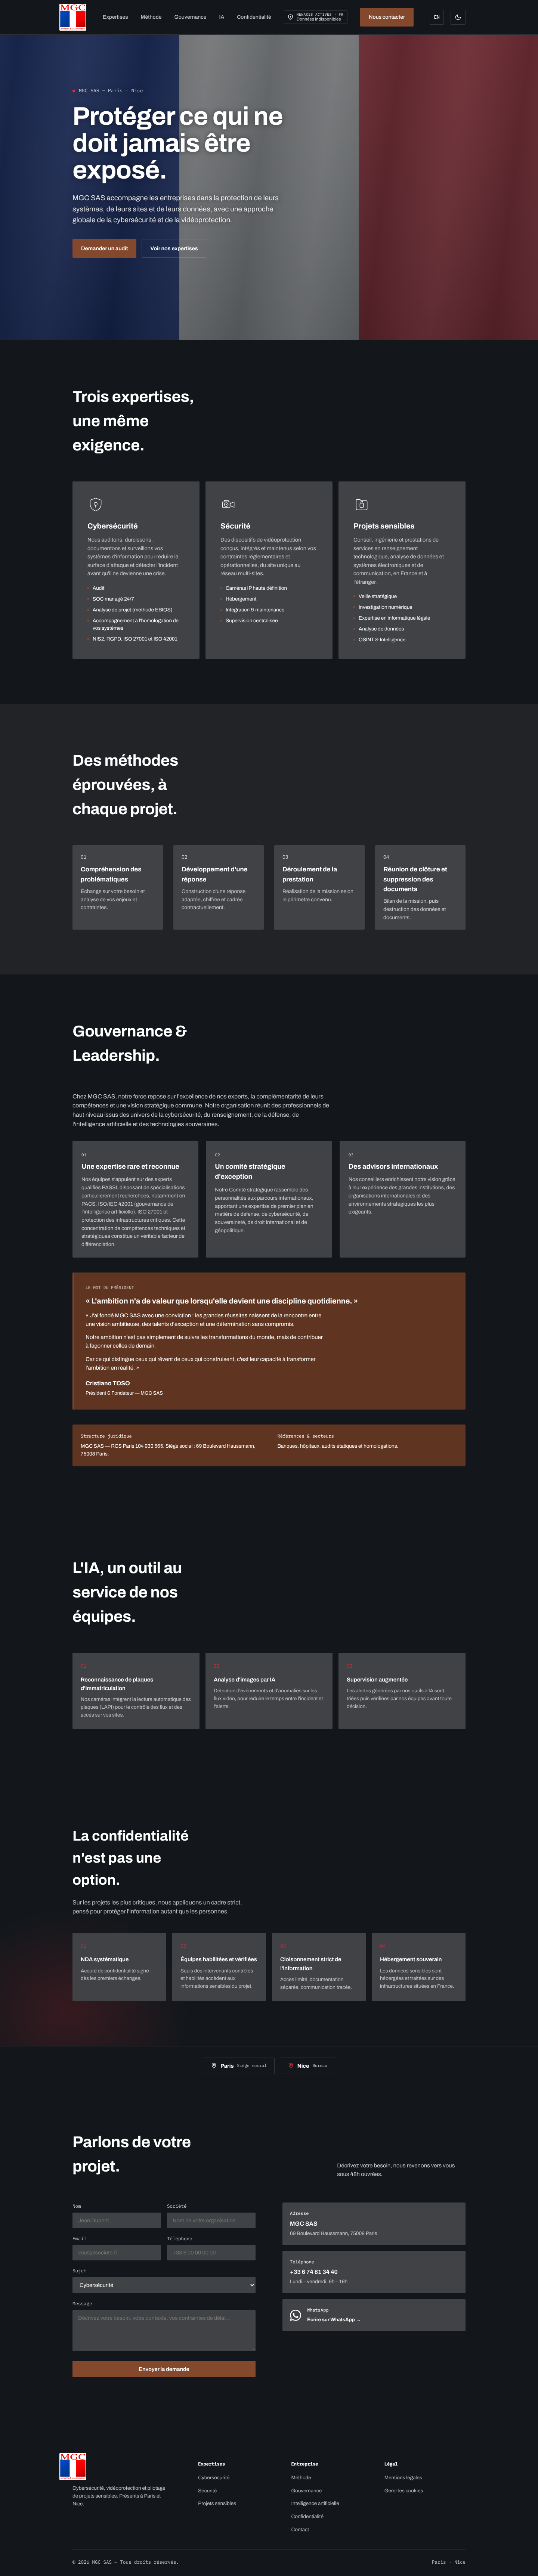 MGC
Expertises
Méthode
Gouvernance
IA
Confidentialité
MENACES ACTIVES · FR
Données indisponibles
Nous contacter
EN
MGC SAS — Paris · Nice
Protéger ce qui ne
doit jamais être
exposé.
MGC SAS accompagne les entreprises dans la protection de leurs
systèmes, de leurs sites et de leurs données, avec une approche
globale de la cybersécurité et de la vidéoprotection.
Demander un audit
Voir nos expertises
Trois expertises,
une même
exigence.
Cybersécurité
Nous auditons, durcissons,
documentons et surveillons vos
systèmes d'information pour réduire la
surface d'attaque et détecter l'incident
avant qu'il ne devienne une crise.
Audit
SOC managé 24/7
Analyse de projet (méthode EBIOS)
Accompagnement à l'homologation de
vos systèmes
NIS2, RGPD, ISO 27001 et ISO 42001
Sécurité
Des dispositifs de vidéoprotection
conçus, intégrés et maintenus selon vos
contraintes réglementaires et
opérationnelles, du site unique au
réseau multi-sites.
Caméras IP haute définition
Hébergement
Intégration & maintenance
Supervision centralisée
Projets sensibles
Conseil, ingénierie et prestations de
services en renseignement
technologique, analyse de données et
systèmes électroniques et de
communication, en France et à
l'étranger.
Veille stratégique
Investigation numérique
Expertise en informatique légale
Analyse de données
OSINT & Intelligence
Des méthodes
éprouvées, à
chaque projet.
01
Compréhension des
problématiques
Échange sur votre besoin et
analyse de vos enjeux et
contraintes.
02
Développement d'une
réponse
Construction d'une réponse
adaptée, chiffrée et cadrée
contractuellement.
03
Déroulement de la
prestation
Réalisation de la mission selon
le périmètre convenu.
04
Réunion de clôture et
suppression des
documents
Bilan de la mission, puis
destruction des données et
documents.
Gouvernance &
Leadership.
Chez MGC SAS, notre force repose sur l'excellence de nos experts, la complémentarité de leurs
compétences et une vision stratégique commune. Notre organisation réunit des professionnels de
haut niveau issus des univers de la cybersécurité, du renseignement, de la défense, de
l'intelligence artificielle et des technologies souveraines.
01
Une expertise rare et reconnue
Nos équipes s'appuient sur des experts
qualifiés PASSI, disposant de spécialisations
particulièrement recherchées, notamment en
PACS, ISO/IEC 42001 (gouvernance de
l'intelligence artificielle), ISO 27001 et
protection des infrastructures critiques. Cette
concentration de compétences techniques et
stratégiques constitue un véritable facteur de
différenciation.
02
Un comité stratégique
d'exception
Notre Comité stratégique rassemble des
personnalités aux parcours internationaux,
apportant une expertise de premier plan en
matière de défense, de cybersécurité, de
souveraineté, de droit international et de
géopolitique.
03
Des advisors internationaux
Nos conseillers enrichissent notre vision grâce
à leur expérience des grandes institutions, des
organisations internationales et des
environnements stratégiques les plus
exigeants.
LE MOT DU PRÉSIDENT
« L'ambition n'a de valeur que lorsqu'elle devient une discipline quotidienne. »
« J'ai fondé MGC SAS avec une conviction : les grandes réussites naissent de la rencontre entre
une vision ambitieuse, des talents d'exception et une détermination sans compromis.
Notre ambition n'est pas simplement de suivre les transformations du monde, mais de contribuer
à façonner celles de demain.
Car ce qui distingue ceux qui rêvent de ceux qui construisent, c'est leur capacité à transformer
l'ambition en réalité. »
Cristiano TOSO
Président & Fondateur — MGC SAS
Structure juridique
MGC SAS — RCS Paris 104 930 565. Siège social : 69 Boulevard Haussmann,
75008 Paris.
Références & secteurs
Banques, hôpitaux, audits étatiques et homologations.
L'IA, un outil au
service de nos
équipes.
Reconnaissance de plaques
d'immatriculation
Nos caméras intègrent la lecture automatique des
plaques (LAPI) pour le contrôle des flux et des
accès sur vos sites.
Analyse d'images par IA
Détection d'événements et d'anomalies sur les
flux vidéo, pour réduire le temps entre l'incident et
l'alerte.
Supervision augmentée
Les alertes générées par nos outils d'IA sont
triées puis vérifiées par nos équipes avant toute
décision.
La confidentialité
n'est pas une
option.
Sur les projets les plus critiques, nous appliquons un cadre strict,
pensé pour protéger l'information autant que les personnes.
NDA systématique
Accord de confidentialité signé
dès les premiers échanges.
Équipes habilitées et vérifiées
Seuls des intervenants contrôlés
et habilités accèdent aux
informations sensibles du projet.
Cloisonnement strict de
l'information
Accès limité, documentation
séparée, communication tracée.
Hébergement souverain
Les données sensibles sont
hébergées et traitées sur des
infrastructures situées en France.
Paris Siège social
Nice Bureau
Parlons de votre
projet.
Décrivez votre besoin, nous revenons vers vous
sous 48h ouvrées.
Nom
Société
Jean Dupont
Nom de votre organisation
Email
Téléphone
vous@societe.fr
Sujet
Cybersécurité
Message
Envoyer la demande
Adresse
MGC SAS
69 Boulevard Haussmann, 75008 Paris
Téléphone
+33 6 74 81 34 40
Lundi – vendredi, 9h – 19h
WhatsApp
Écrire sur WhatsApp →
MGC
Cybersécurité, vidéoprotection et pilotage
de projets sensibles. Présents à Paris et
Nice.
Expertises
Cybersécurité
Sécurité
Projets sensibles
Entreprise
Méthode
Gouvernance
Intelligence artificielle
Confidentialité
Contact
Légal
Mentions légales
Gérer les cookies
© 2026 MGC SAS — Tous droits réservés.
Paris · Nice